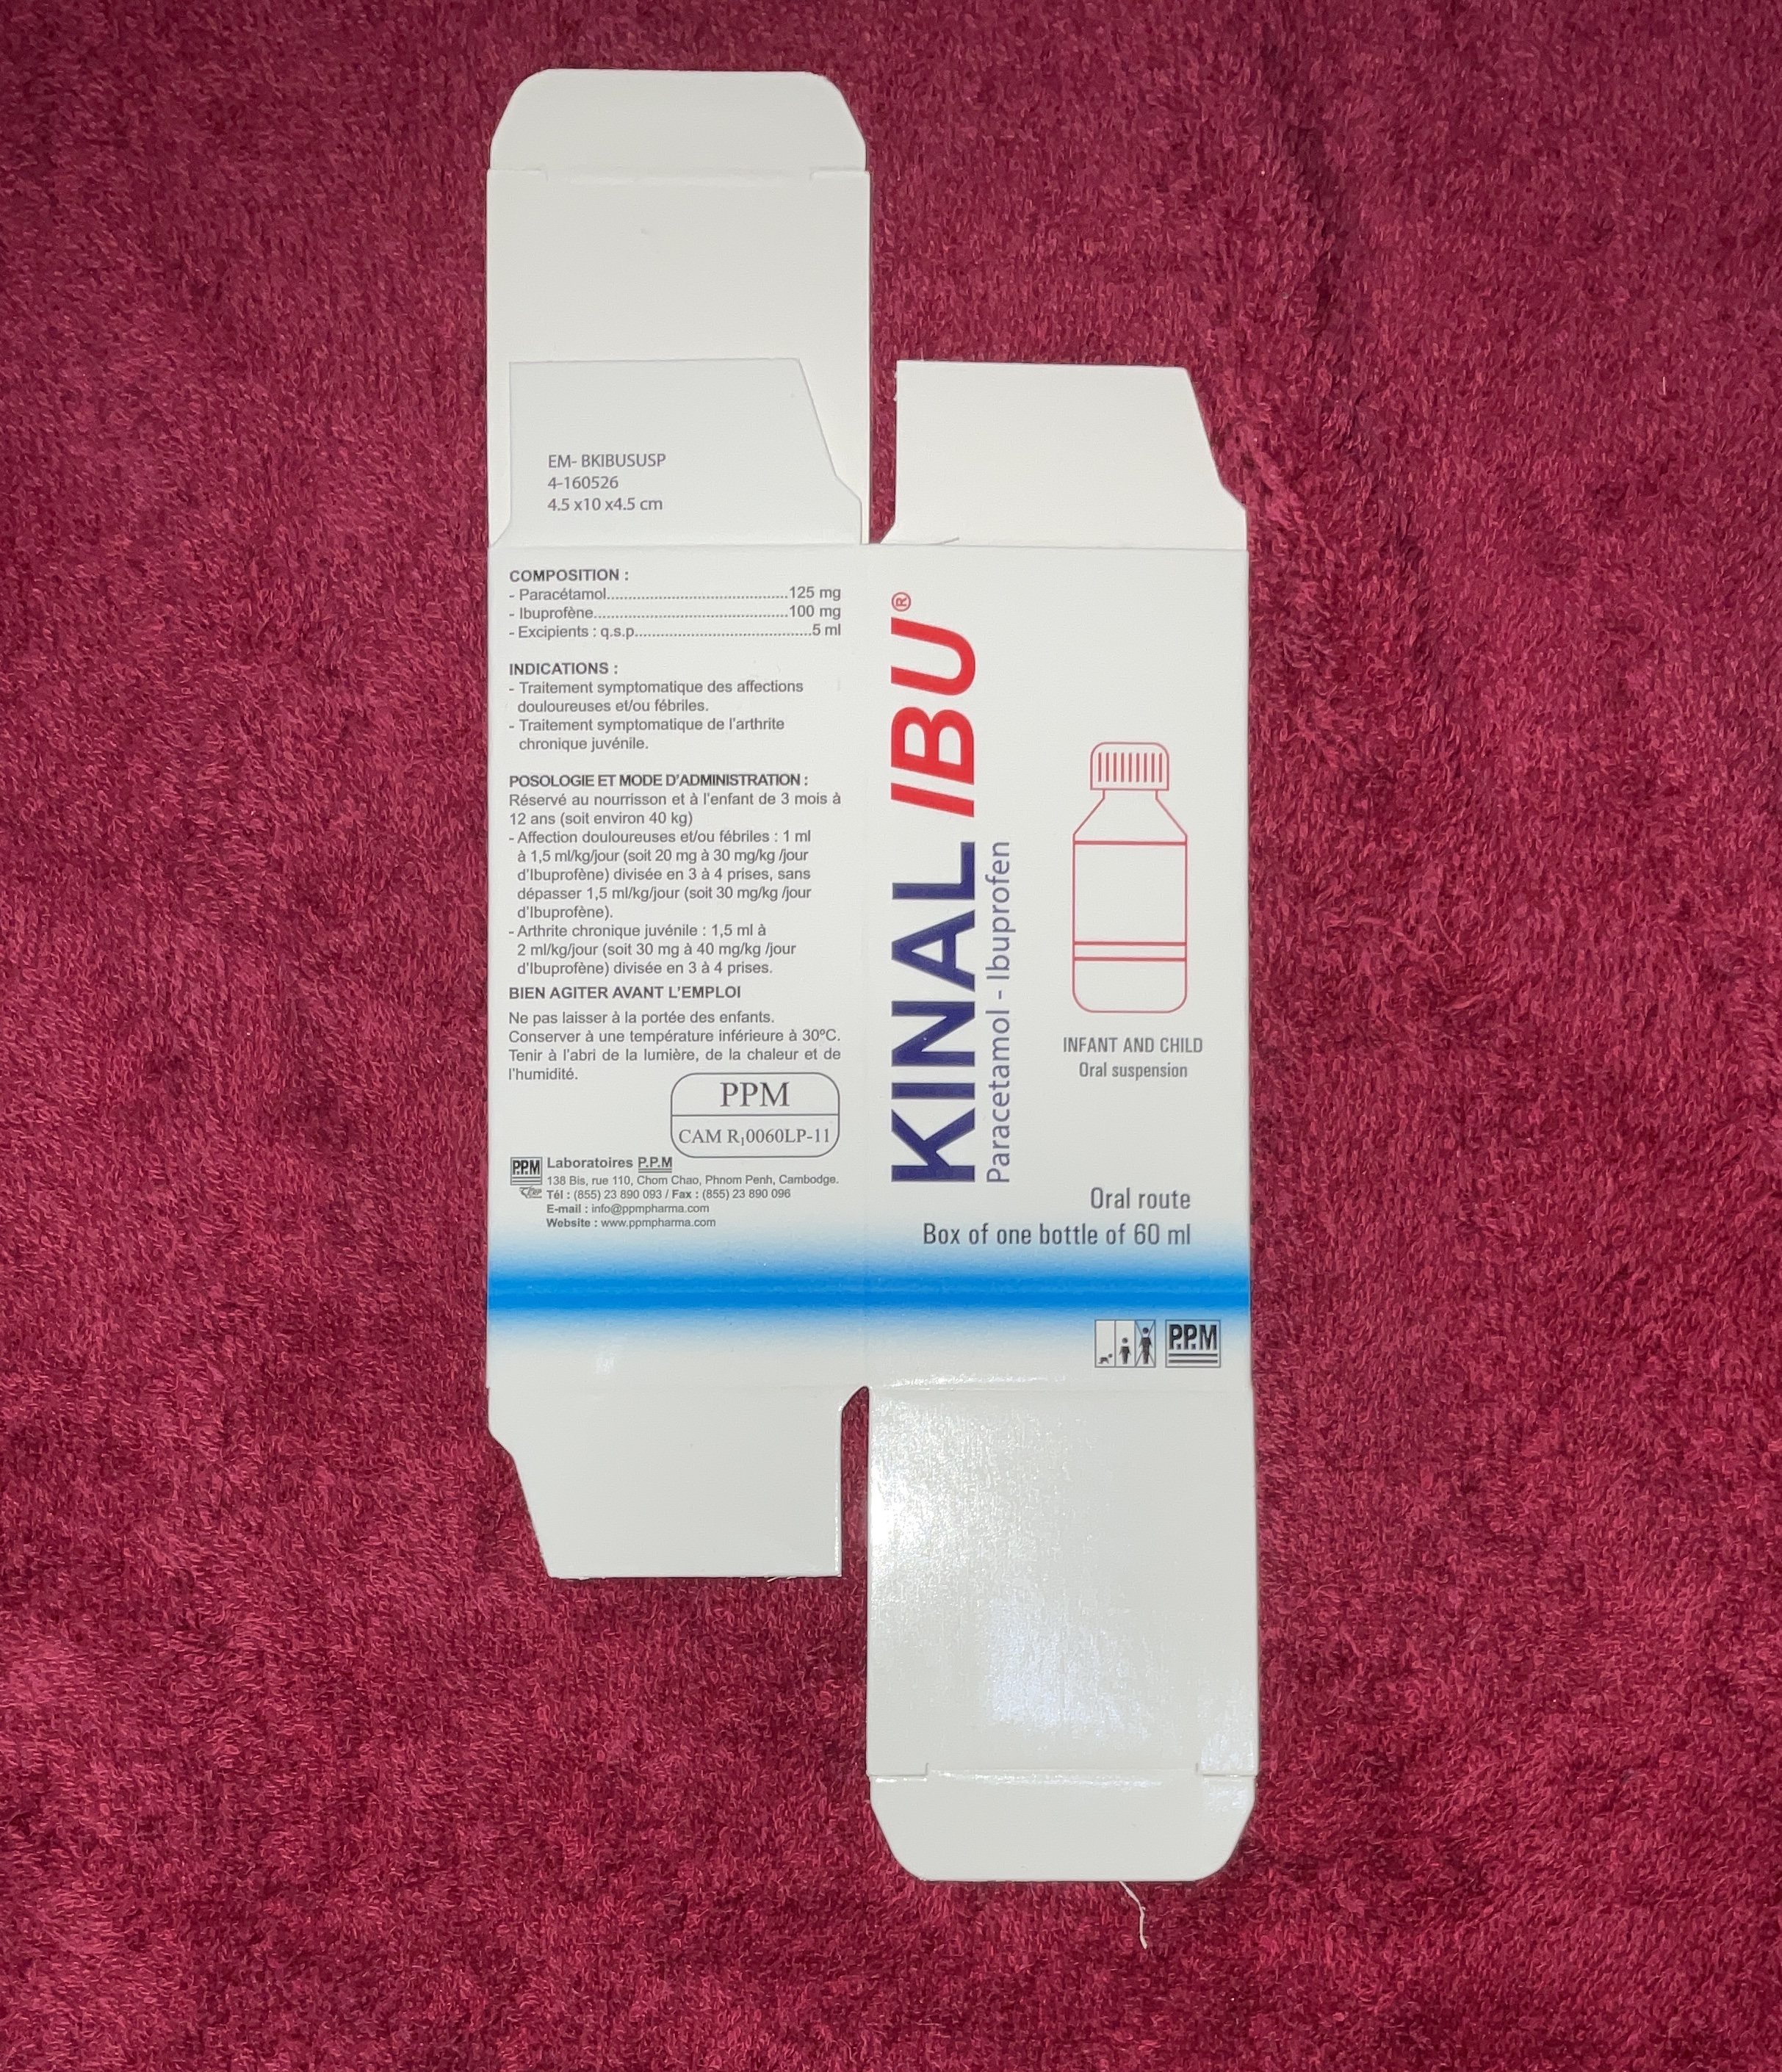 EM- BKIBUSUSP
4-160526
4.5 x10 x4.5 cm
COMPOSITION :
- Paracétamol.........................................125 mg
- Ibuprofène............................................100 mg
- Excipients : q.s.p........................................5 ml
INDICATIONS :
- Traitement symptomatique des affections
douloureuses et/ou fébriles.
- Traitement symptomatique de l'arthrite
chronique juvénile.
POSOLOGIE ET MODE D'ADMINISTRATION :
Réservé au nourrisson et à l'enfant de 3 mois à
12 ans (soit environ 40 kg)
- Affection douloureuses et/ou fébriles : 1 ml
à 1,5 ml/kg/jour (soit 20 mg à 30 mg/kg /jour
d'Ibuprofène) divisée en 3 à 4 prises, sans
dépasser 1,5 ml/kg/jour (soit 30 mg/kg /jour
d'Ibuprofène).
- Arthrite chronique juvénile : 1,5 ml à
2 ml/kg/jour (soit 30 mg à 40 mg/kg /jour
d'Ibuprofène) divisée en 3 à 4 prises.
BIEN AGITER AVANT L'EMPLOI
Ne pas laisser à la portée des enfants.
Conserver à une température inférieure à 30°C.
Tenir à l'abri de la lumière, de la chaleur et de
l'humidité.
PPM
CAM R₁0060LP-11
P.P.M Laboratoires P.P.M
138 Bis, rue 110, Chom Chao, Phnom Penh, Cambodge.
Tél : (855) 23 890 093 / Fax : (855) 23 890 096
E-mail : info@ppmpharma.com
Website : www.ppmpharma.com
KINAL IBU®
Paracetamol - Ibuprofen
INFANT AND CHILD
Oral suspension
Oral route
Box of one bottle of 60 ml
P.P.M